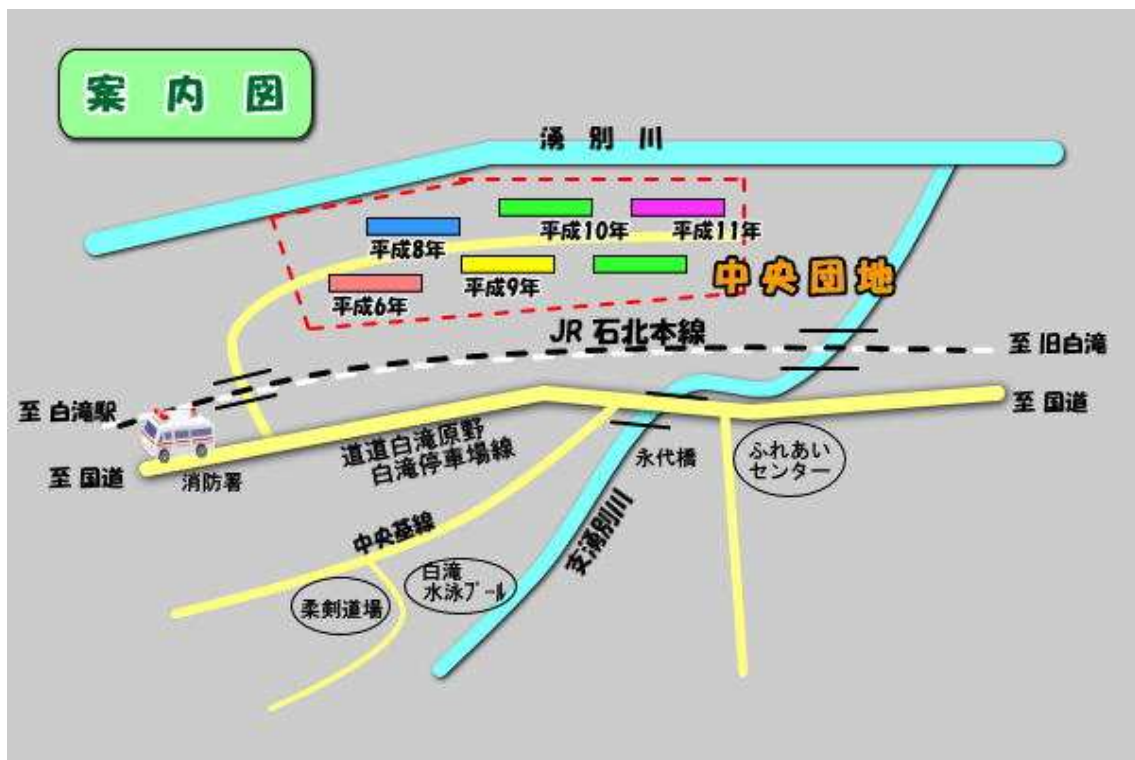 案内図
湧別川
平成10年
平成11年
平成8年
平成9年
平成6年
中央団地
JR 石北本線
至 旧白滝
至 白滝駅
至 国道
道道白滝原野
白滝停車場線
永代橋
ふれあい
センター
至 国道
消防署
中央基線
支湧別川
白滝
水泳プール
柔剣道場